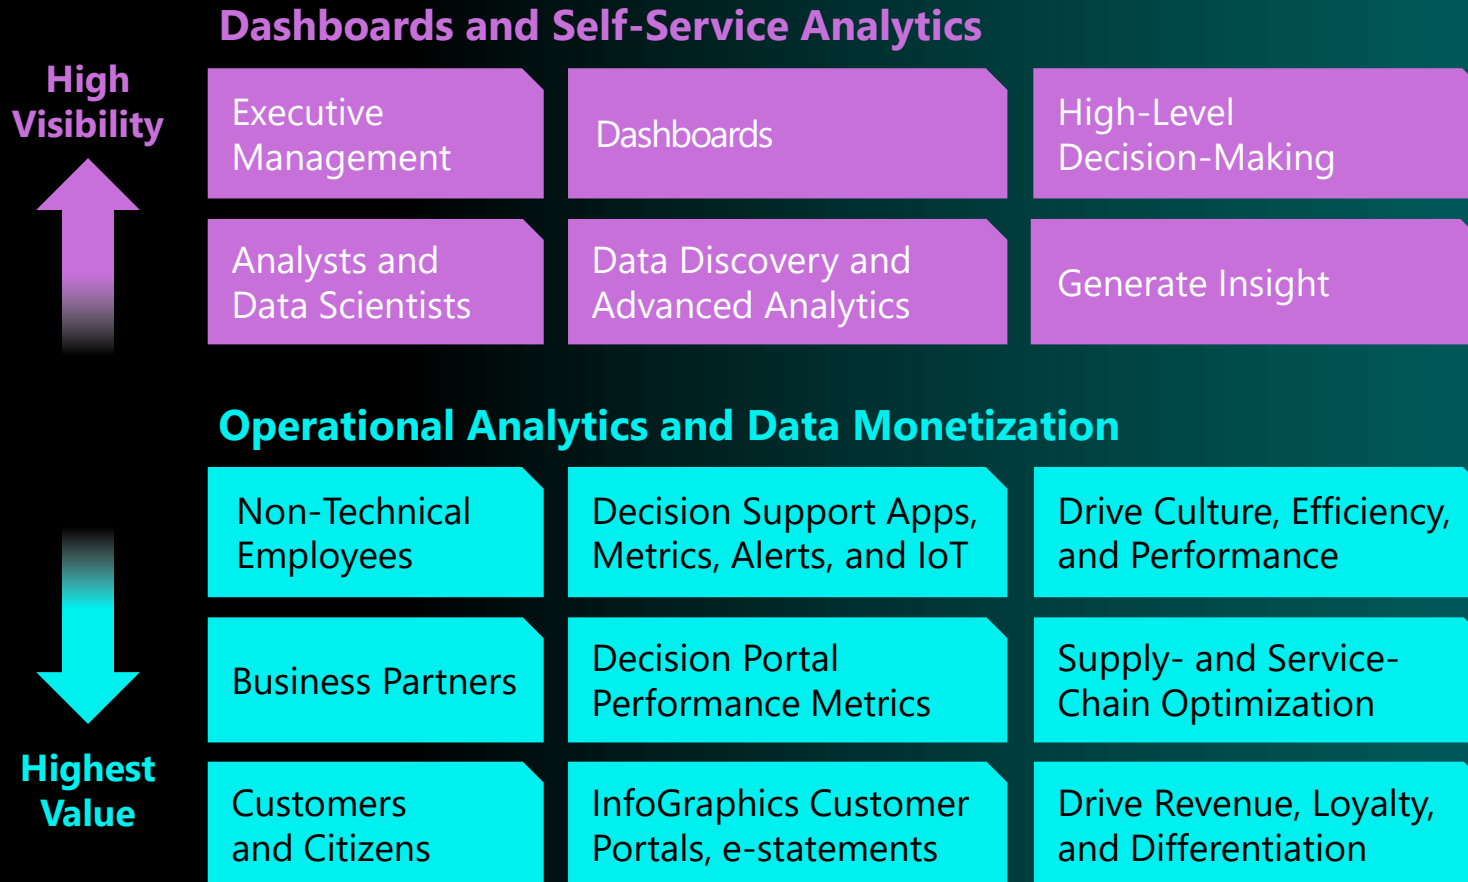 Dashboards and Self-Service Analytics
High
Visibility
Executive
Management
Dashboards
High-Level
Decision-Making
Analysts and
Data Scientists
Data Discovery and
Advanced Analytics
Generate Insight
Operational Analytics and Data Monetization
Non-Technical
Employees
Decision Support Apps,
Metrics, Alerts, and IoT
Drive Culture, Efficiency,
and Performance
Business Partners
Decision Portal
Performance Metrics
Supply- and Service-
Chain Optimization
Highest
Value
Customers
and Citizens
InfoGraphics Customer
Portals, e-statements
Drive Revenue, Loyalty,
and Differentiation